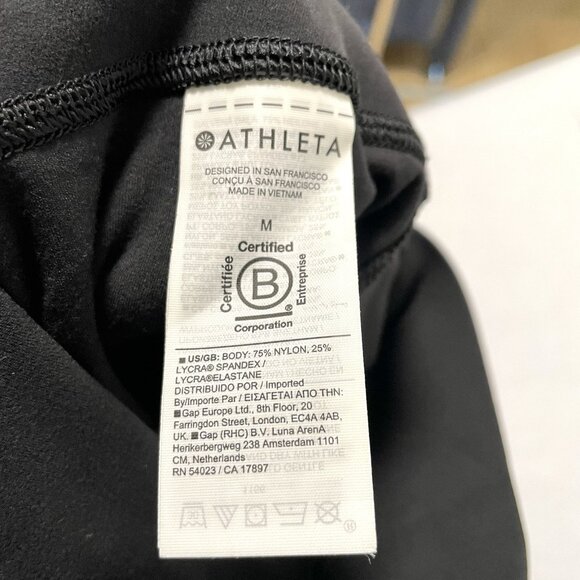 ATHLETA
DESIGNED IN SAN FRANCISCO
CONÇU À SAN FRANCISCO
MADE IN VIETNAM
M
Certified
Certifiée
B
Entreprise
Corporation
US/GB: BODY: 75% NYLON, 25%
LYCRA® SPANDEX /
LYCRA®ELASTANE
DISTRIBUIDO POR / Imported
By/Importe Par / ΕΙΣΑΓΕΤΑΙ ΑΠΟ ΤΗΝ:
Gap Europe Ltd., 8th Floor, 20
Farringdon Street, London, EC4A 4AB,
UK. Gap (RHC) B.V. Luna ArenA
Herikerbergweg 238 Amsterdam 1101
CM, Netherlands
RN 54023 / CA 17897